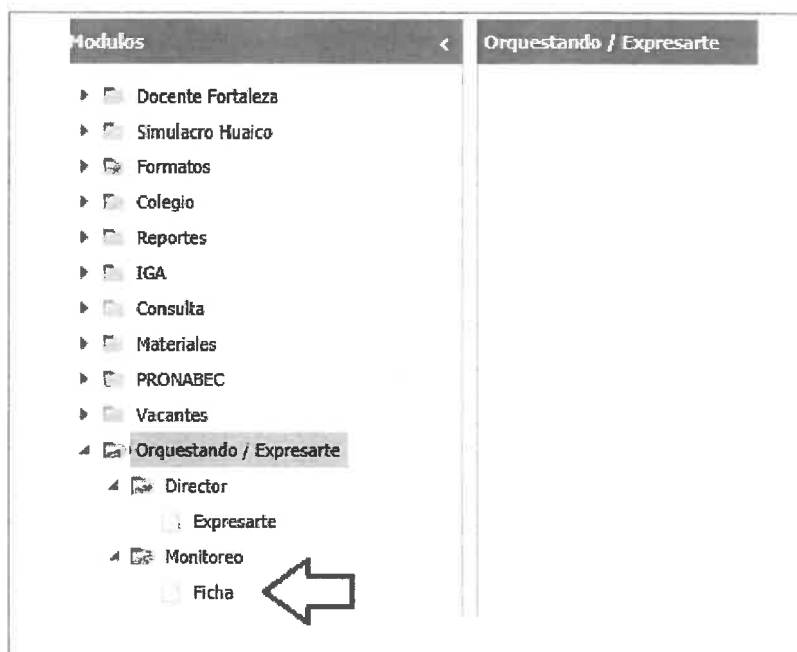 Modulos <
Orquestando / Expresarte
Docente Fortaleza
Simulacro Huaico
Formatos
Colegio
Reportes
IGA
Consulta
Materiales
PRONABEC
Vacantes
Orquestando / Expresarte
Director
Expresarte
Monitoreo
Ficha